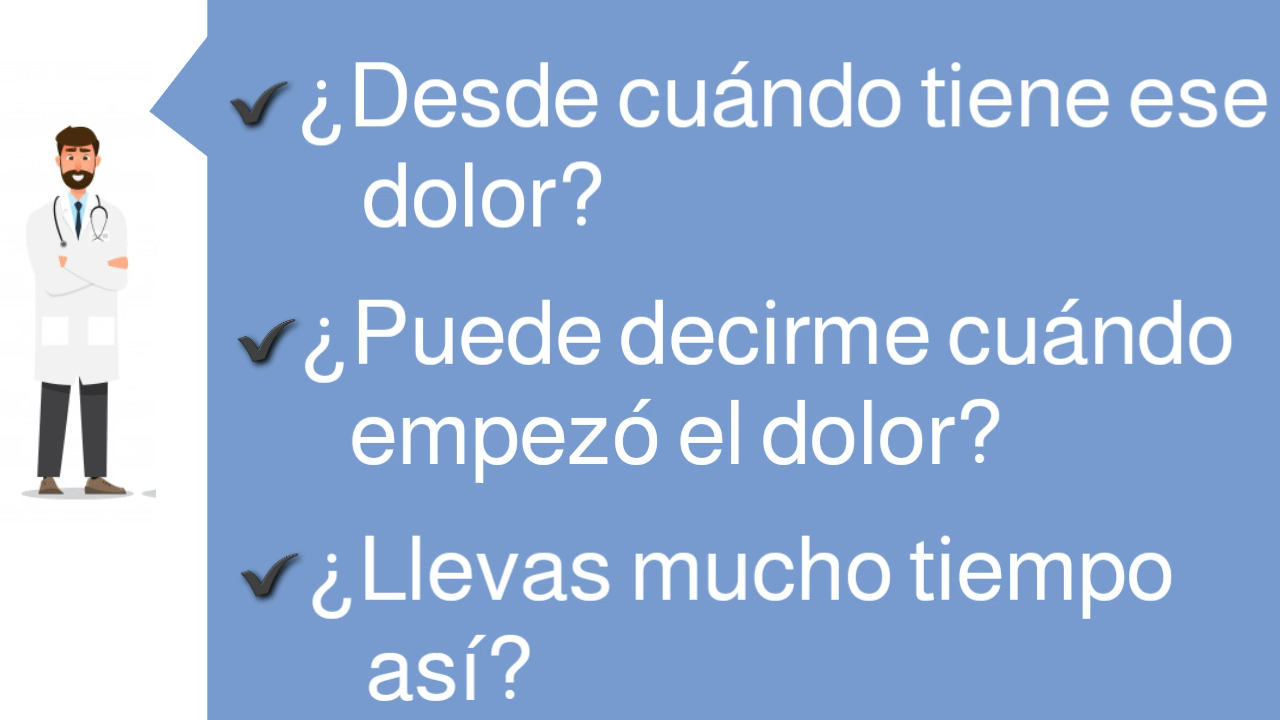 ¿Desde cuándo tiene ese
dolor?
¿Puede decirme cuándo
empezó el dolor?
¿Llevas mucho tiempo
así?